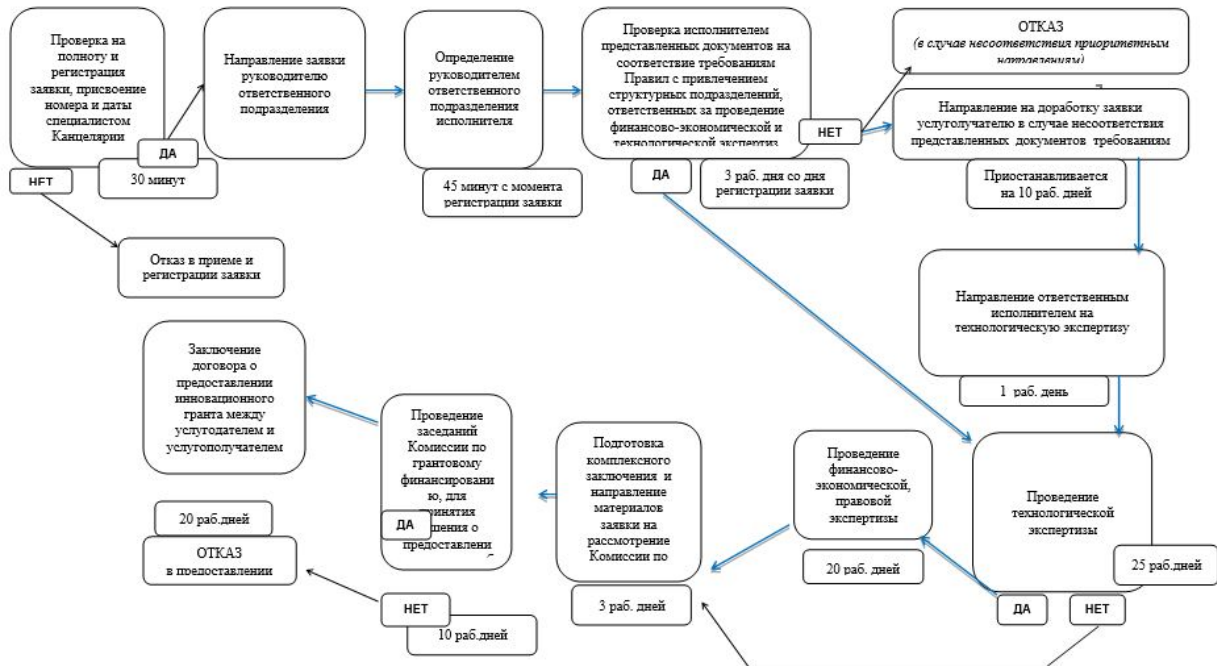 Проверка на
полноту и
регистрация
заявки, присвоение
номера и даты
специалистом
Канцелярии
ДА
НЕТ
30 минут
Отказ в приеме и
регистрации заявки
Направление заявки
руководителю
ответственного
подразделения
Определение
руководителем
ответственного
подразделения
исполнителя
45 минут с момента
регистрации заявки
Проверка исполнителем
представленных документов на
соответствие требованиям
Правил с привлечением
структурных подразделений,
ответственных за проведение
финансово-экономической и
технологической экспертиз
НЕТ
ДА
3 раб. дня со дня
регистрации заявки
ОТКАЗ
(в случае несоответствия приоритетным
направлениям)
Направление на доработку заявки
услуголучателю в случае несоответствия
представленных документов требованиям
Приостанавливается
на 10 раб. дней
Направление ответственным
исполнителем на
технологическую экспертизу
1 раб. день
Проведение
технологической
экспертизы
25 раб.дней
ДА
НЕТ
Проведение
финансово-
экономической,
правовой
экспертизы
20 раб. дней
Подготовка
комплексного
заключения и
направление
материалов
заявки на
рассмотрение
Комиссии по
3 раб. дней
Проведение
заседаний
Комиссии по
грантовому
финансировани
ю, для
предоставлени
ДА
НЕТ
10 раб.дней
Заключение
договора о
предоставлении
инновационного
гранта между
услугодателем и
услугополучателем
20 раб.дней
ОТКАЗ
в предоставлении